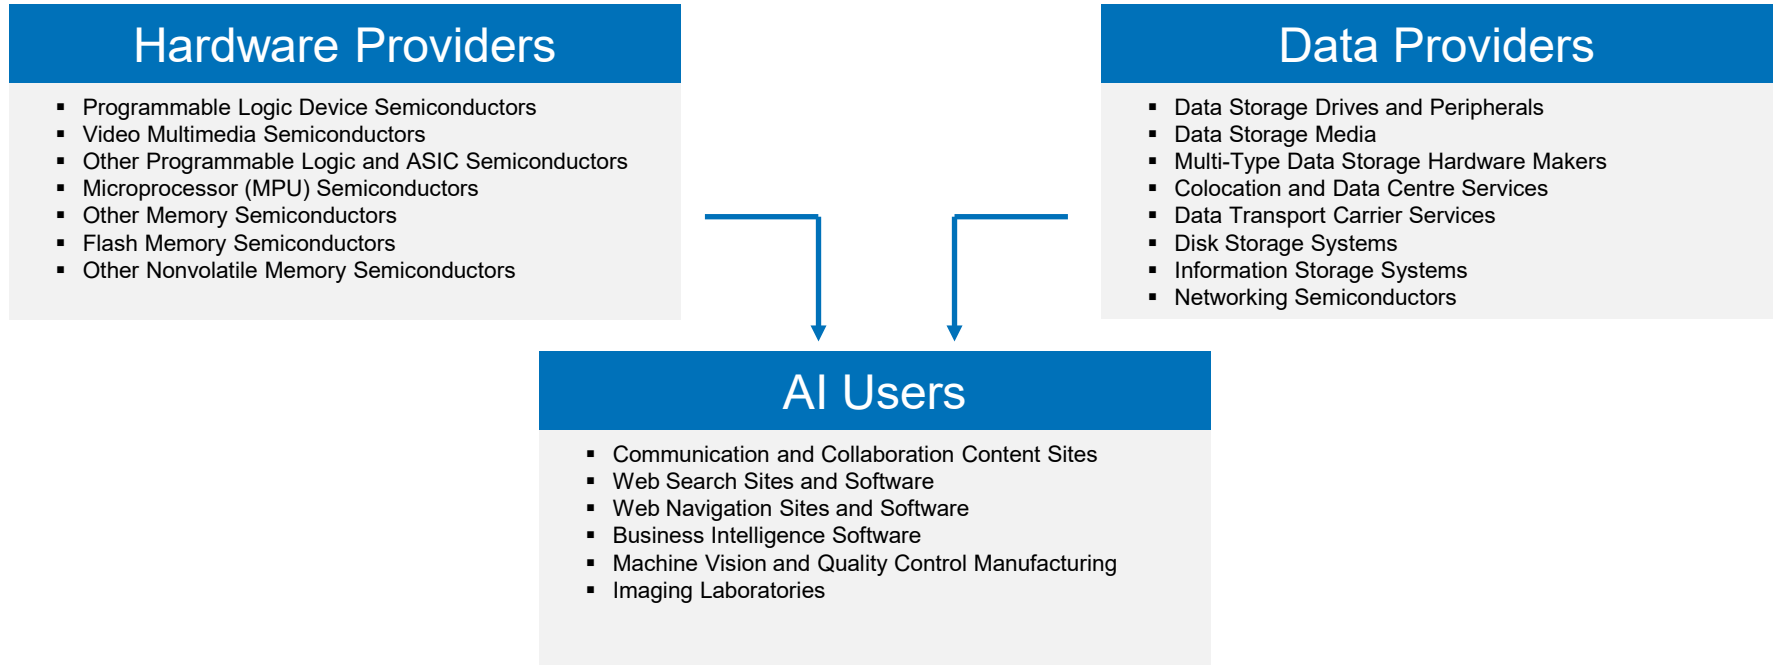 Hardware Providers
▪ Programmable Logic Device Semiconductors
▪ Video Multimedia Semiconductors
▪ Other Programmable Logic and ASIC Semiconductors
▪ Microprocessor (MPU) Semiconductors
▪ Other Memory Semiconductors
▪ Flash Memory Semiconductors
▪ Other Nonvolatile Memory Semiconductors
Data Providers
▪ Data Storage Drives and Peripherals
▪ Data Storage Media
▪ Multi-Type Data Storage Hardware Makers
▪ Colocation and Data Centre Services
▪ Data Transport Carrier Services
▪ Disk Storage Systems
▪ Information Storage Systems
▪ Networking Semiconductors
AI Users
▪ Communication and Collaboration Content Sites
▪ Web Search Sites and Software
▪ Web Navigation Sites and Software
▪ Business Intelligence Software
▪ Machine Vision and Quality Control Manufacturing
▪ Imaging Laboratories